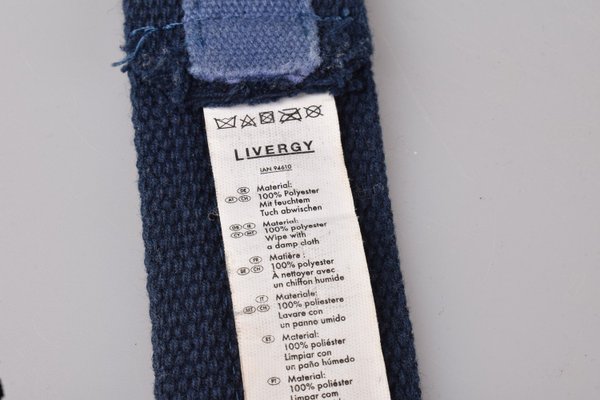 LIVERGY
IAN 94610
DE Material:
AT CH 100% Polyester
Mit feuchtem
Tuch abwischen
GB IE Material:
CY MT 100% polyester
Wipe with
a damp cloth
FR Matière :
BE CH 100% polyester
À nettoyer avec
un chiffon humide
IT Materiale:
MT CH 100% poliestere
Lavare con
un panno umido
ES Material:
100% poliéster
Limpiar con
un paño húmedo
PT Material:
100% poliéster
Limpar com